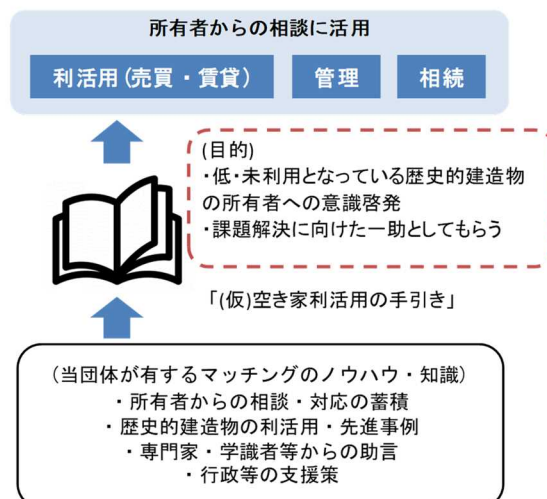 所有者からの相談に活用
利活用(売買・賃貸)
管理
相続
(目的)
・低・未利用となっている歴史的建造物
の所有者への意識啓発
・課題解決に向けた一助としてもらう
「(仮)空き家利活用の手引き」
(当団体が有するマッチングのノウハウ・知識)
・所有者からの相談・対応の蓄積
・歴史的建造物の利活用・先進事例
・専門家・学識者等からの助言
・行政等の支援策